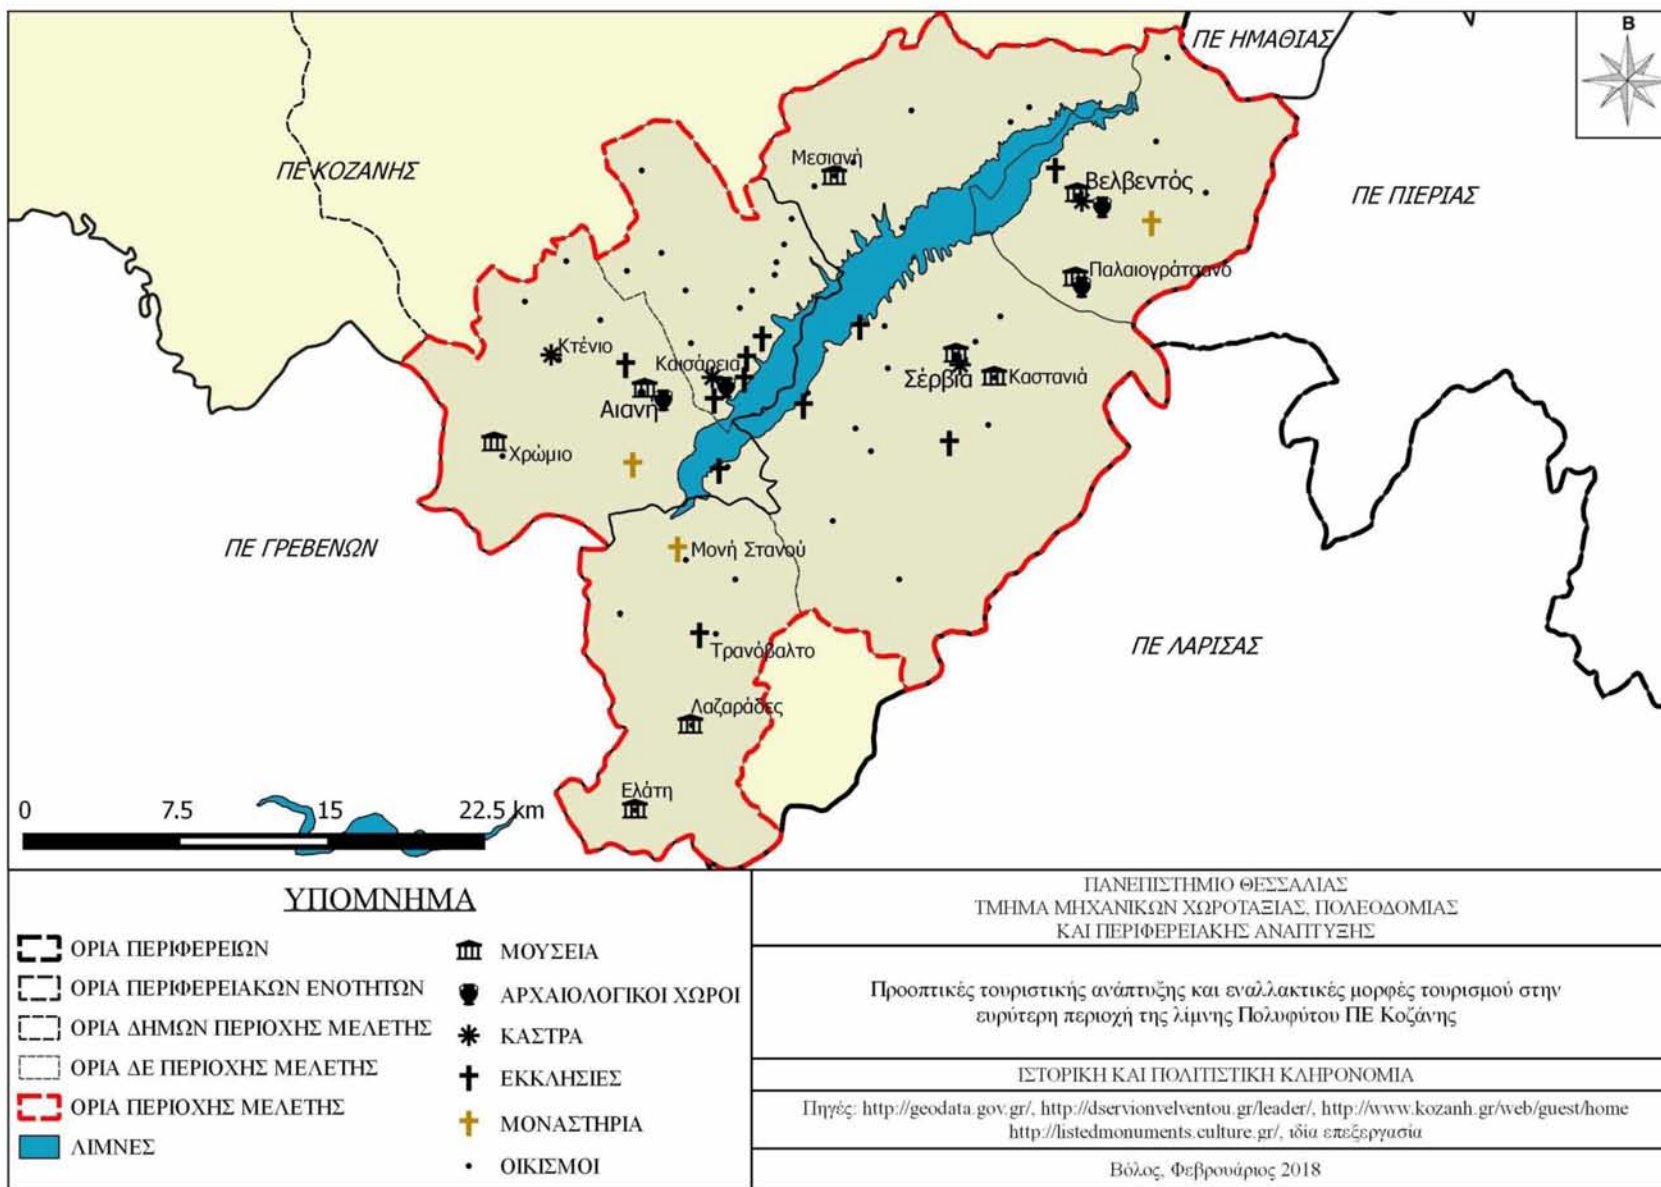 ΠΕ ΗΜΑΘΙΑΣ
Β
ΠΕ ΚΟΖΑΝΗΣ
Μεσιανή
Βελβεντός
ΠΕ ΠΙΕΡΙΑΣ
Παλαιογράτσανο
Κτένιο
Καισάρεια
Σέρβια
Καστανιά
Αιανή
Χρώμιο
ΠΕ ΓΡΕΒΕΝΩΝ
Μονή Στανού
ΠΕ ΛΑΡΙΣΑΣ
Τρανόβαλτο
Λαζαράδες
Ελάτη
0 7.5 15 22.5 km
ΥΠΟΜΝΗΜΑ
ΟΡΙΑ ΠΕΡΙΦΕΡΕΙΩΝ
ΟΡΙΑ ΠΕΡΙΦΕΡΕΙΑΚΩΝ ΕΝΟΤΗΤΩΝ
ΟΡΙΑ ΔΗΜΩΝ ΠΕΡΙΟΧΗΣ ΜΕΛΕΤΗΣ
ΟΡΙΑ ΔΕ ΠΕΡΙΟΧΗΣ ΜΕΛΕΤΗΣ
ΟΡΙΑ ΠΕΡΙΟΧΗΣ ΜΕΛΕΤΗΣ
ΛΙΜΝΕΣ
ΜΟΥΣΕΙΑ
ΑΡΧΑΙΟΛΟΓΙΚΟΙ ΧΩΡΟΙ
ΚΑΣΤΡΑ
ΕΚΚΛΗΣΙΕΣ
ΜΟΝΑΣΤΗΡΙΑ
ΟΙΚΙΣΜΟΙ
ΠΑΝΕΠΙΣΤΗΜΙΟ ΘΕΣΣΑΛΙΑΣ
ΤΜΗΜΑ ΜΗΧΑΝΙΚΩΝ ΧΩΡΟΤΑΞΙΑΣ, ΠΟΛΕΟΔΟΜΙΑΣ
ΚΑΙ ΠΕΡΙΦΕΡΕΙΑΚΗΣ ΑΝΑΠΤΥΞΗΣ
Προοπτικές τουριστικής ανάπτυξης και εναλλακτικές μορφές τουρισμού στην
ευρύτερη περιοχή της λίμνης Πολυφύτου ΠΕ Κοζάνης
ΙΣΤΟΡΙΚΗ ΚΑΙ ΠΟΛΙΤΙΣΤΙΚΗ ΚΛΗΡΟΝΟΜΙΑ
Πηγές: http://geodata.gov.gr/, http://dservionvelventou.gr/leader/, http://www.kozanh.gr/web/guest/home
http://listedmonuments.culture.gr/, ιδία επεξεργασία
Βόλος, Φεβρουάριος 2018